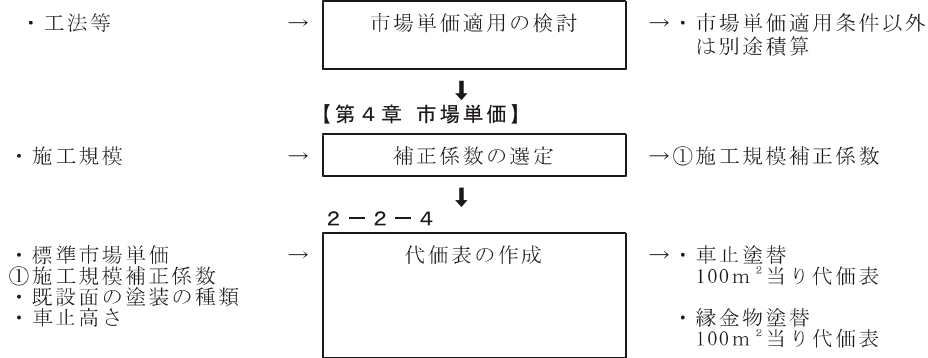 ・工法等 → 市場単価適用の検討 →・市場単価適用条件以外
は別途積算
⬇
【第4章 市場単価】
・施工規模 → 補正係数の選定 →①施工規模補正係数
⬇
2－2－4
・標準市場単価 → 代価表の作成 →・車止塗替
①施工規模補正係数 100m²当り代価表
・既設面の塗装の種類
・車止高さ ・縁金物塗替
100m²当り代価表